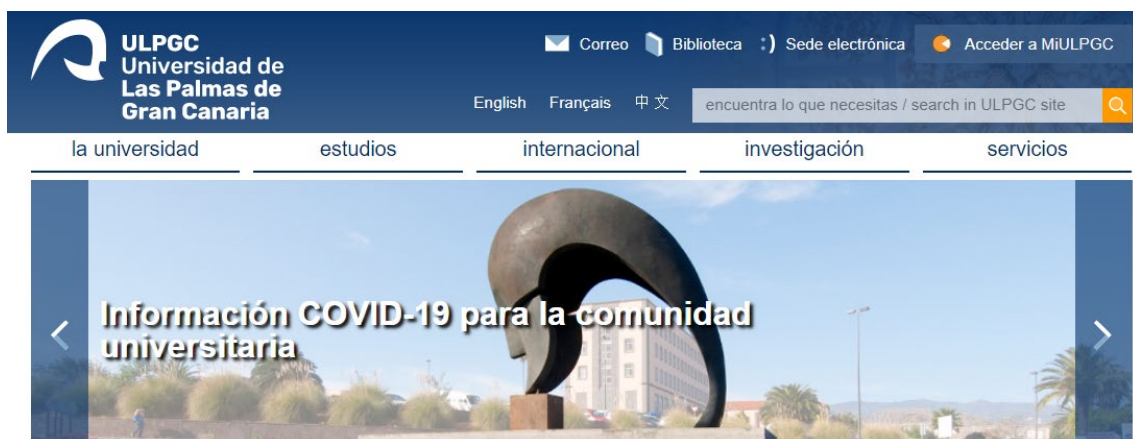 ULPGC
Universidad de
Las Palmas de
Gran Canaria
Correo Biblioteca :) Sede electrónica Acceder a MiULPGC
English Français 中文 encuentra lo que necesitas / search in ULPGC site
la universidad estudios internacional investigación servicios
Información COVID-19 para la comunidad
universitaria